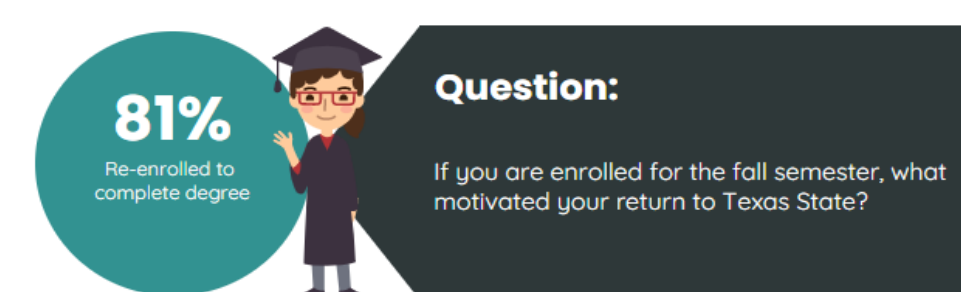 81%
Re-enrolled to
complete degree
Question:
If you are enrolled for the fall semester, what
motivated your return to Texas State?